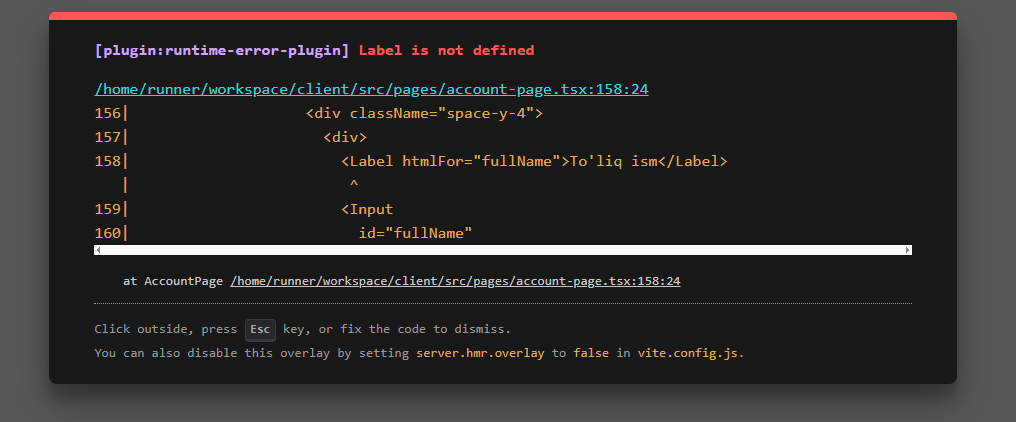 [plugin:runtime-error-plugin] Label is not defined
/home/runner/workspace/client/src/pages/account-page.tsx:158:24
156|                    <div className="space-y-4">
157|                      <div>
158|                        <Label htmlFor="fullName">To'liq ism</Label>
   |                         ^
159|                        <Input
160|                          id="fullName"
at AccountPage /home/runner/workspace/client/src/pages/account-page.tsx:158:24
Click outside, press Esc key, or fix the code to dismiss.
You can also disable this overlay by setting server.hmr.overlay to false in vite.config.js.